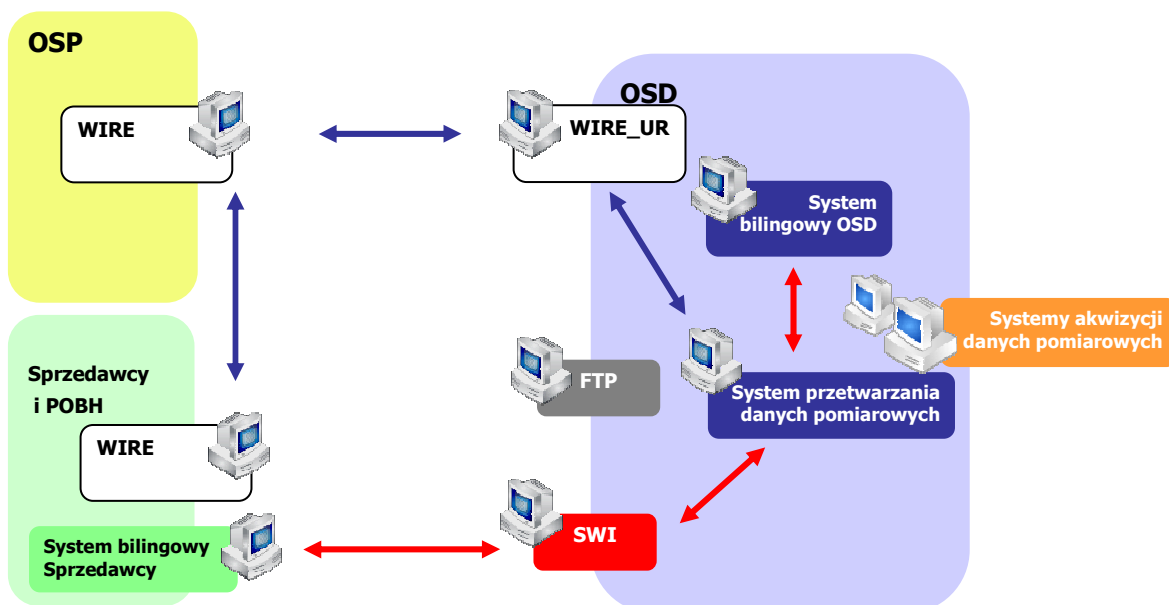 OSP
WIRE
OSD
WIRE_UR
System
bilingowy OSD
Systemy akwizycji
danych pomiarowych
Sprzedawcy
i POBH
FTP
System przetwarzania
danych pomiarowych
WIRE
System bilingowy
Sprzedawcy
SWI